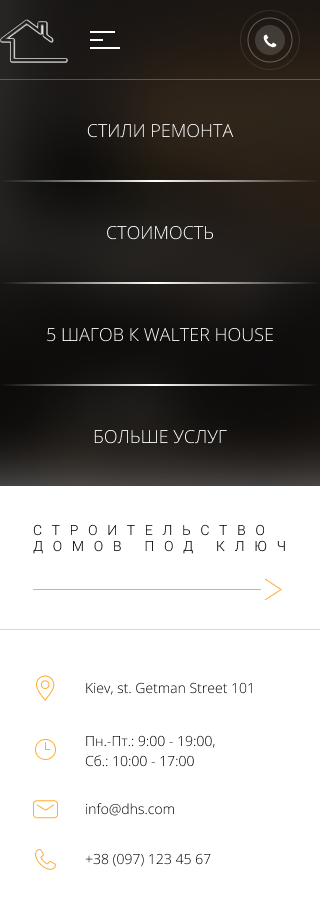 СТИЛИ РЕМОНТА
СТОИМОСТЬ
5 ШАГОВ К WALTER HOUSE
БОЛЬШЕ УСЛУГ
СТРОИТЕЛЬСТВО
ДОМОВ ПОД КЛЮЧ
Kiev, st. Getman Street 101
Пн.-Пт.: 9:00 - 19:00,
Сб.: 10:00 - 17:00
info@dhs.com
+38 (097) 123 45 67